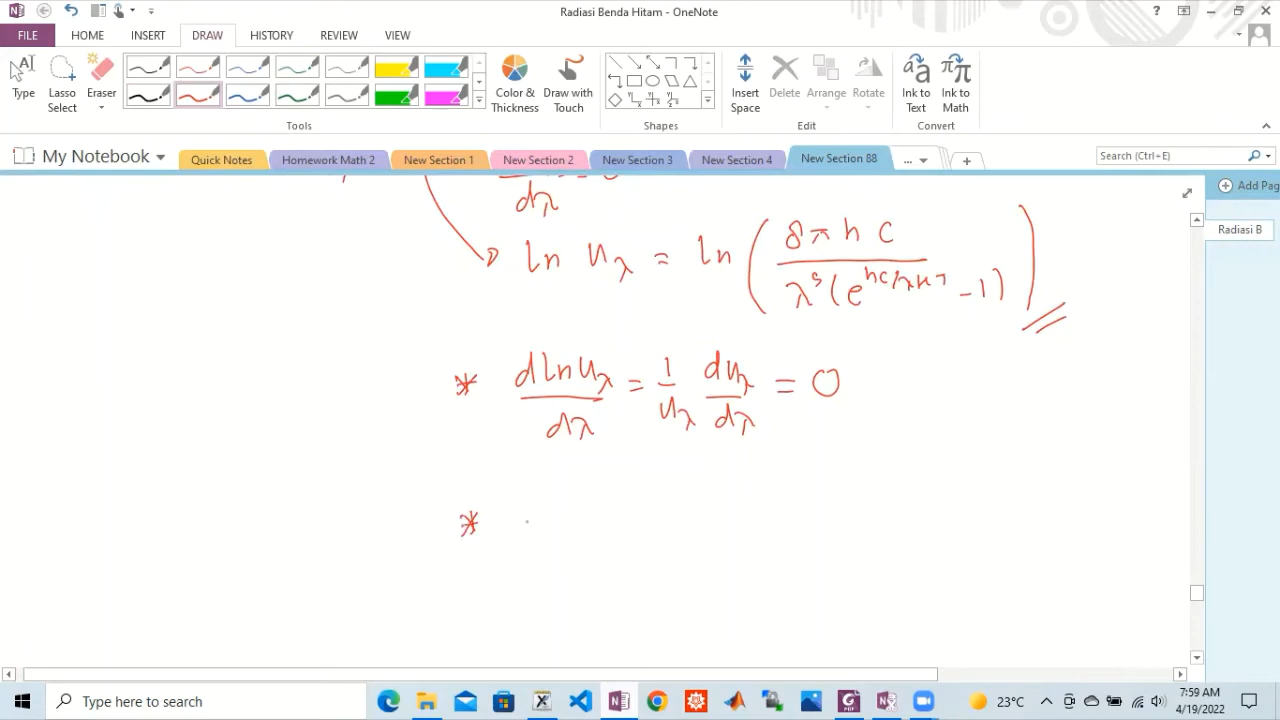 Radiasi Benda Hitam - OneNote
?
FILE HOME INSERT DRAW HISTORY REVIEW VIEW
Type Lasso Select Eraser Color & Thickness Draw with Touch Insert Space Delete Arrange Rotate Ink to Text Ink to Math
Tools Shapes Edit Convert
My Notebook Quick Notes Homework Math 2 New Section 1 New Section 2 New Section 3 New Section 4 New Section 88 ... + Search (Ctrl+E)
Add Pag
Radiasi B
dλ
ln u_λ = ln ( 8πhc / λ⁵(e^{hc/λkT} - 1) )
* d ln u_λ / dλ = 1/u_λ du_λ/dλ = 0
*
Type here to search 23°C 7:59 AM
4/19/2022